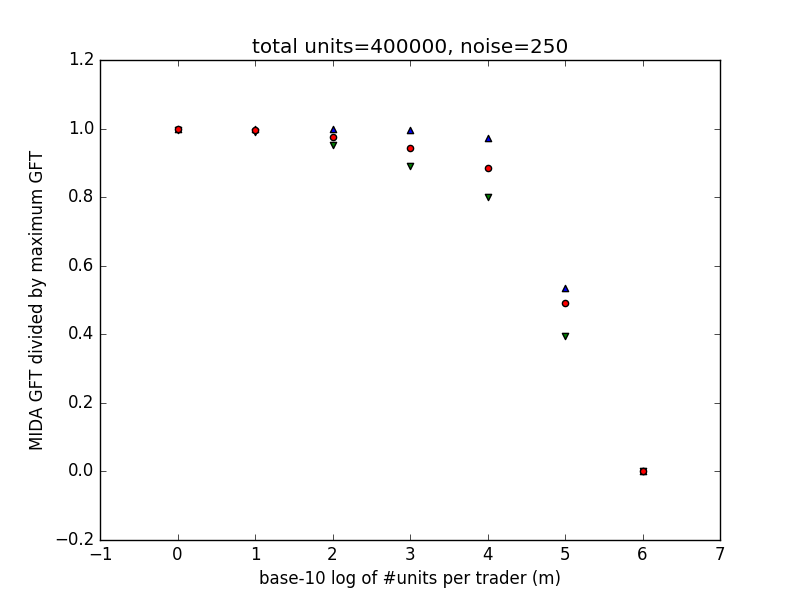 total units=400000, noise=250
MIDA GFT divided by maximum GFT
1.2
1.0
0.8
0.6
0.4
0.2
0.0
−0.2
−1 0 1 2 3 4 5 6 7
base-10 log of #units per trader (m)